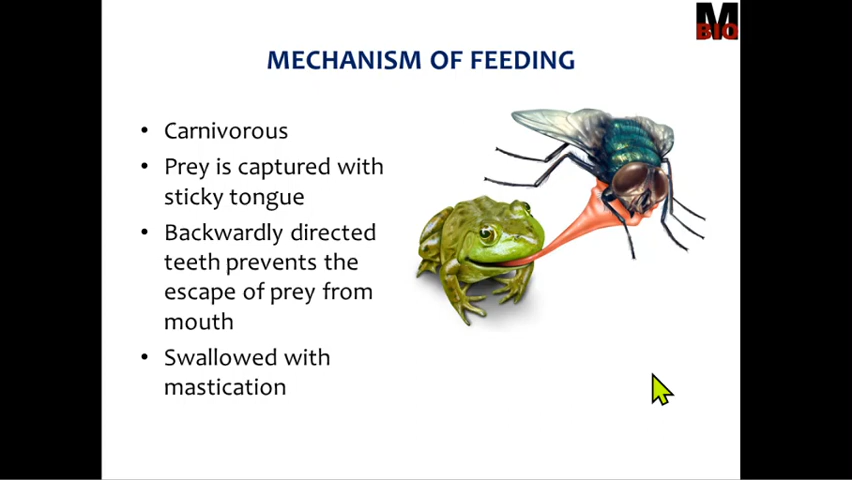 M
BIO
MECHANISM OF FEEDING
• Carnivorous
• Prey is captured with
sticky tongue
• Backwardly directed
teeth prevents the
escape of prey from
mouth
• Swallowed with
mastication